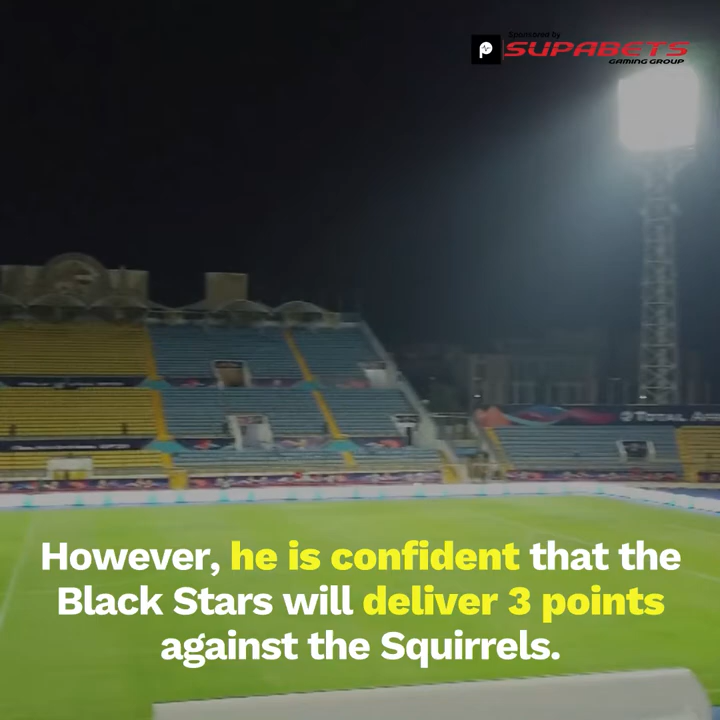 Sponsored by
SUPABETS
GAMING GROUP
TOTAL
However, he is confident that the
Black Stars will deliver 3 points
against the Squirrels.